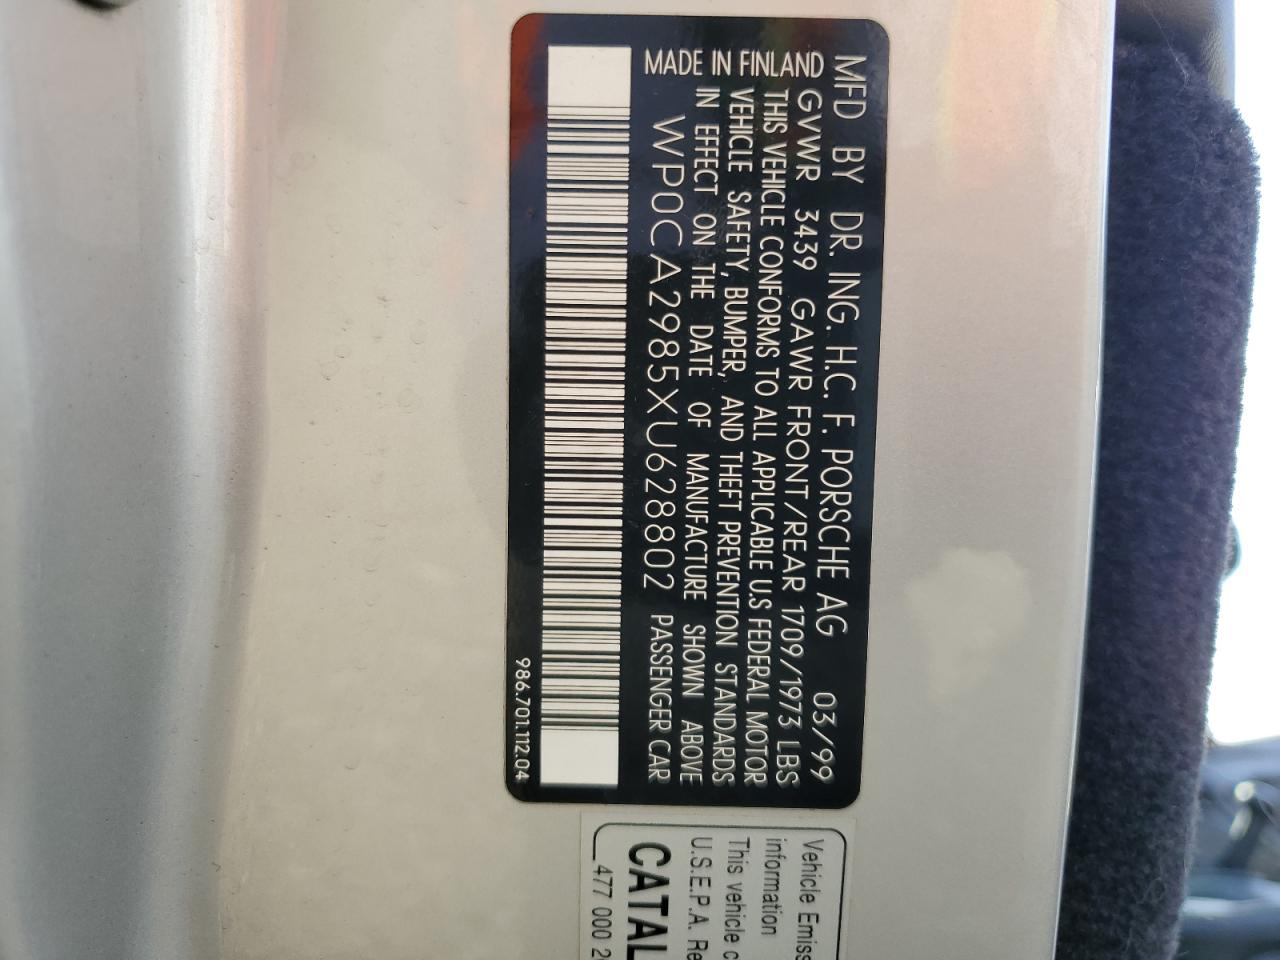 MFD BY DR. ING. H.C. F. PORSCHE AG 03/99
GVWR 3439 GAWR FRONT/REAR 1709/1973 LBS
MADE IN FINLAND
THIS VEHICLE CONFORMS TO ALL APPLICABLE U.S FEDERAL MOTOR
VEHICLE SAFETY, BUMPER, AND THEFT PREVENTION STANDARDS
IN EFFECT ON THE DATE OF MANUFACTURE SHOWN ABOVE
WP0CA2985XU628802 PASSENGER CAR
986.701.112.04
Vehicle Emiss
information
This vehicle c
U.S.E.P.A. Re
CATAL
477 000 2